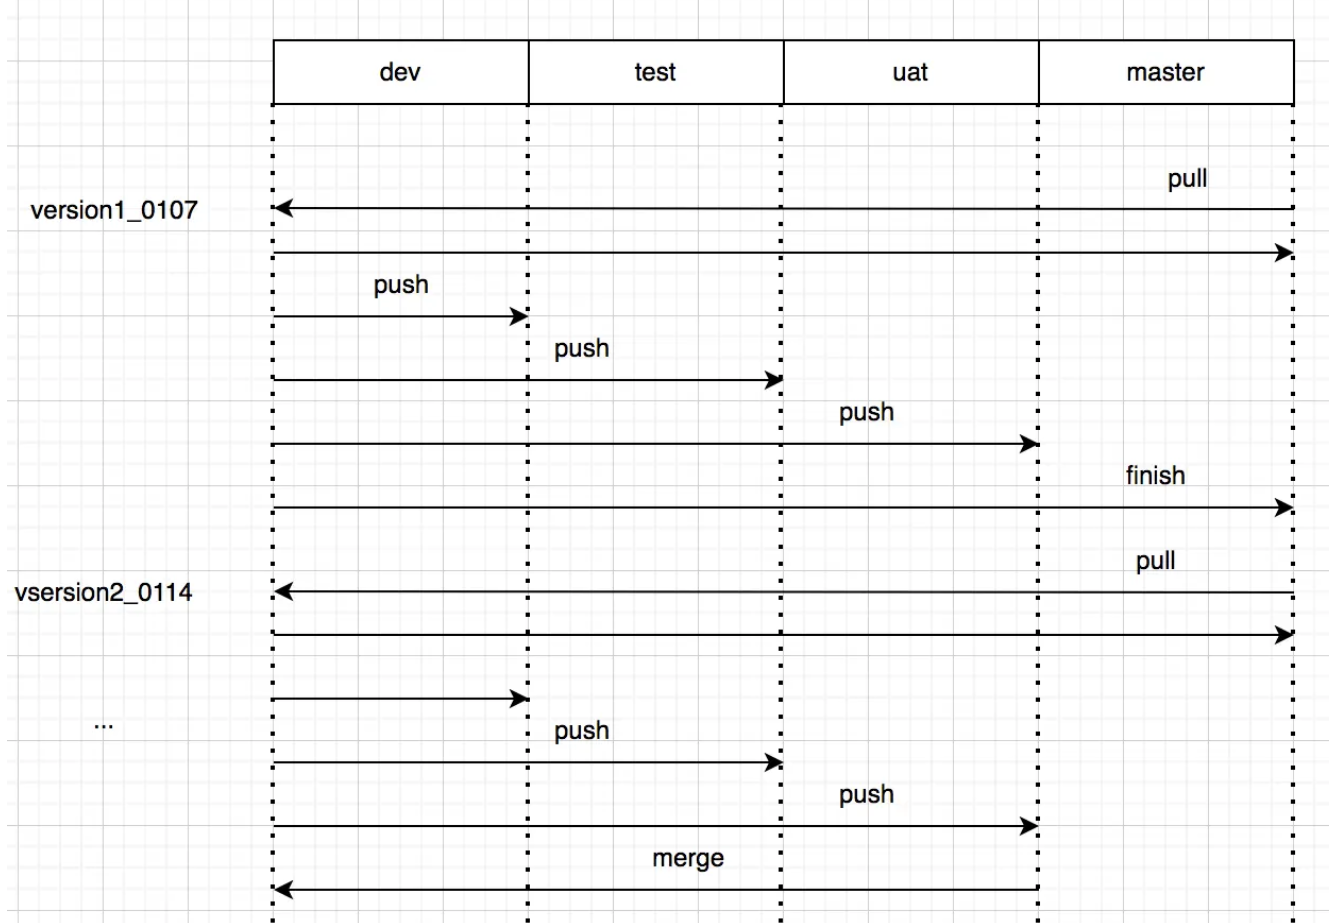 dev test uat master
pull
version1_0107
push
push
push
finish
pull
vsersion2_0114
...
push
push
merge